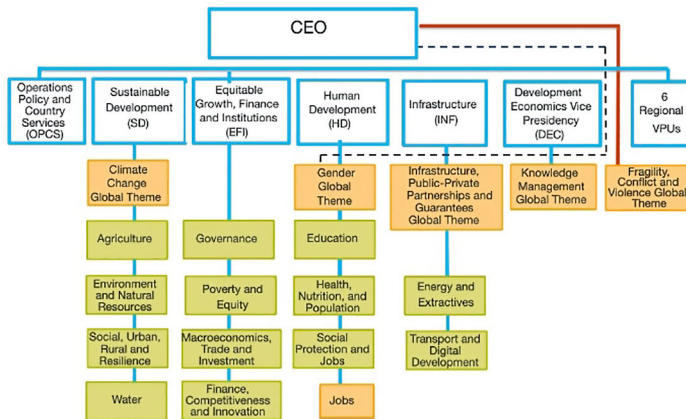 CEO
Operations
Policy and
Country
Services
(OPCS)
Sustainable
Development
(SD)
Equitable
Growth, Finance
and Institutions
(EFI)
Human
Development
(HD)
Infrastructure
(INF)
Development
Economics Vice
Presidency
(DEC)
6
Regional
VPUs
Climate
Change
Global Theme
Gender
Global
Theme
Infrastructure,
Public-Private
Partnerships and
Guarantees
Global Theme
Knowledge
Management
Global Theme
Fragility,
Conflict and
Violence Global
Theme
Agriculture
Governance
Education
Environment
and Natural
Resources
Poverty and
Equity
Health,
Nutrition, and
Population
Energy and
Extractives
Social, Urban,
Rural and
Resilience
Macroeconomics,
Trade and
Investment
Social
Protection and
Jobs
Transport and
Digital
Development
Water
Finance,
Competitiveness
and Innovation
Jobs